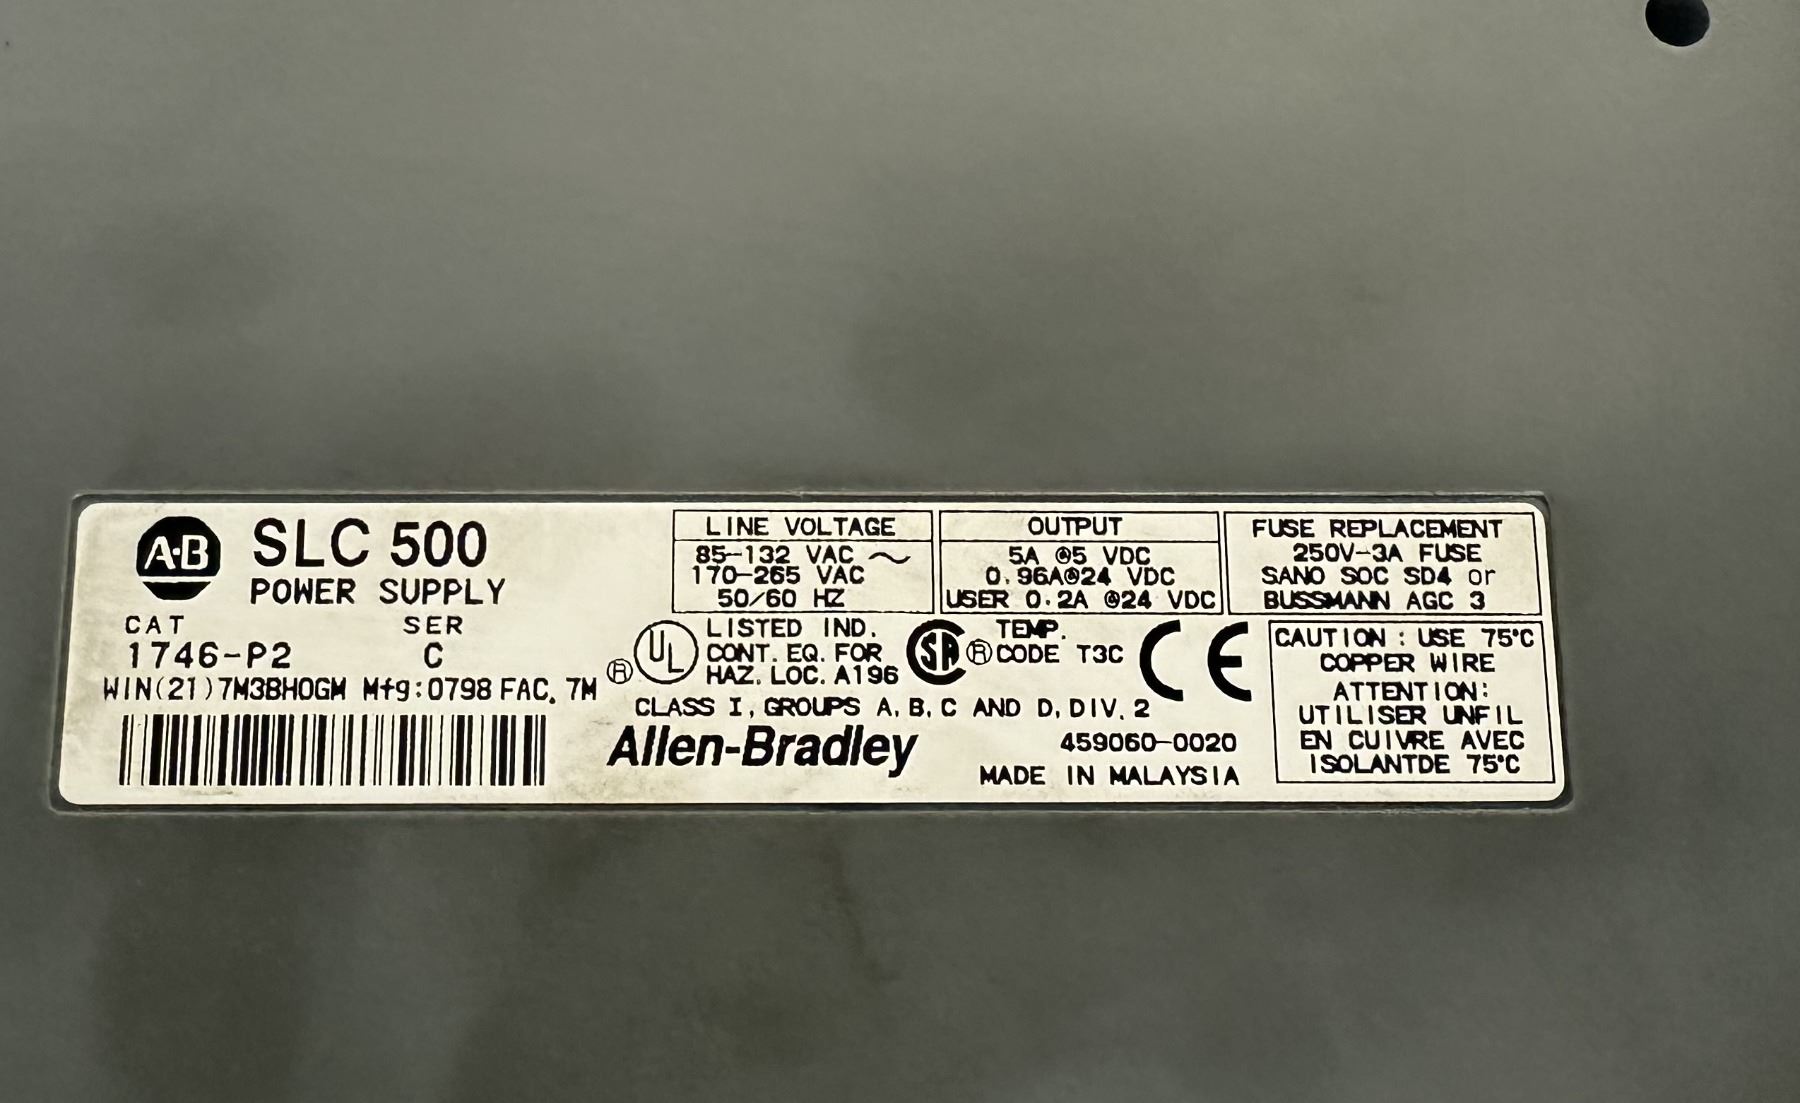 A·B SLC 500
POWER SUPPLY
CAT SER
1746-P2 C
WIN(21)7M3BH0GM Mfg:0798 FAC. 7M
LINE VOLTAGE
85-132 VAC ~
170-265 VAC
50/60 HZ
OUTPUT
5A @5 VDC
0.96A@24 VDC
USER 0.2A @24 VDC
FUSE REPLACEMENT
250V-3A FUSE
SANO SOC SD4 or
BUSSMANN AGC 3
® UL LISTED IND.
CONT. EQ. FOR
HAZ. LOC. A196
SA ® TEMP.
CODE T3C
CE
CLASS I, GROUPS A, B, C AND D, DIV. 2
Allen-Bradley
459060-0020
MADE IN MALAYSIA
CAUTION : USE 75°C
COPPER WIRE
ATTENTION:
UTILISER UNFIL
EN CUIVRE AVEC
ISOLANTDE 75°C